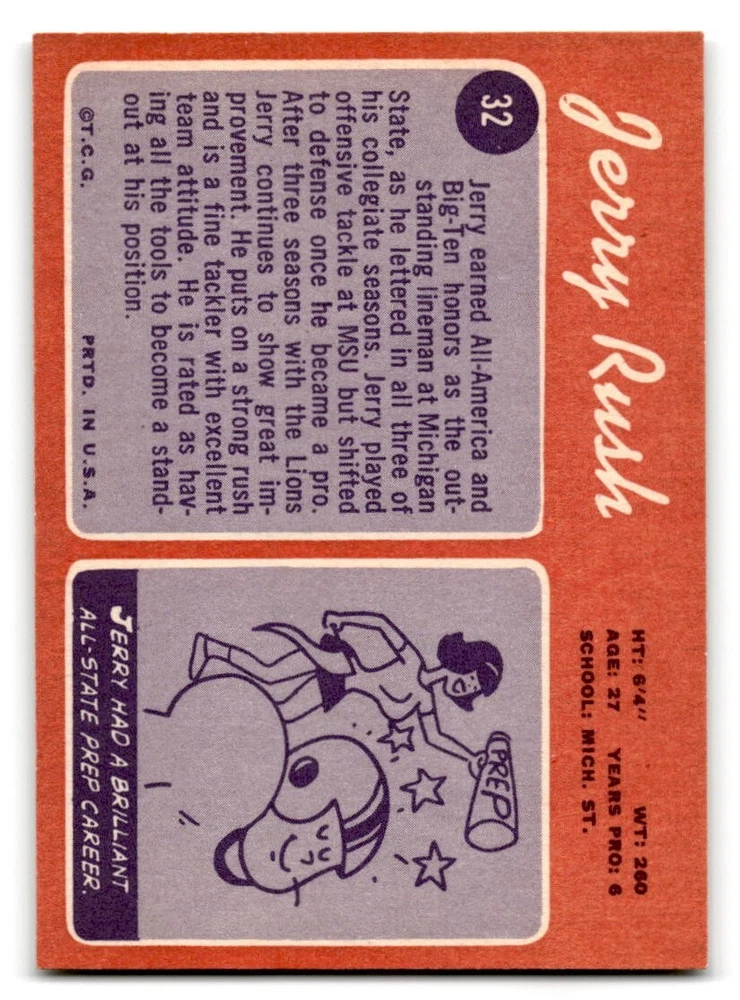 Jerry Rush
HT: 6'4" WT: 260
AGE: 27 YEARS PRO: 6
SCHOOL: MICH. ST.
32
Jerry earned All-America and
Big-Ten honors as the out-
standing lineman at Michigan
State, as he lettered in all three of
his collegiate seasons. Jerry played
offensive tackle at MSU but shifted
to defense once he became a pro.
After three seasons with the Lions
Jerry continues to show great im-
provement. He puts on a strong rush
and is a fine tackler with excellent
team attitude. He is rated as hav-
ing all the tools to become a stand-
out at his position.
©T.C.G. PRTD. IN U.S.A.
PREP
JERRY HAD A BRILLIANT
ALL-STATE PREP CAREER.